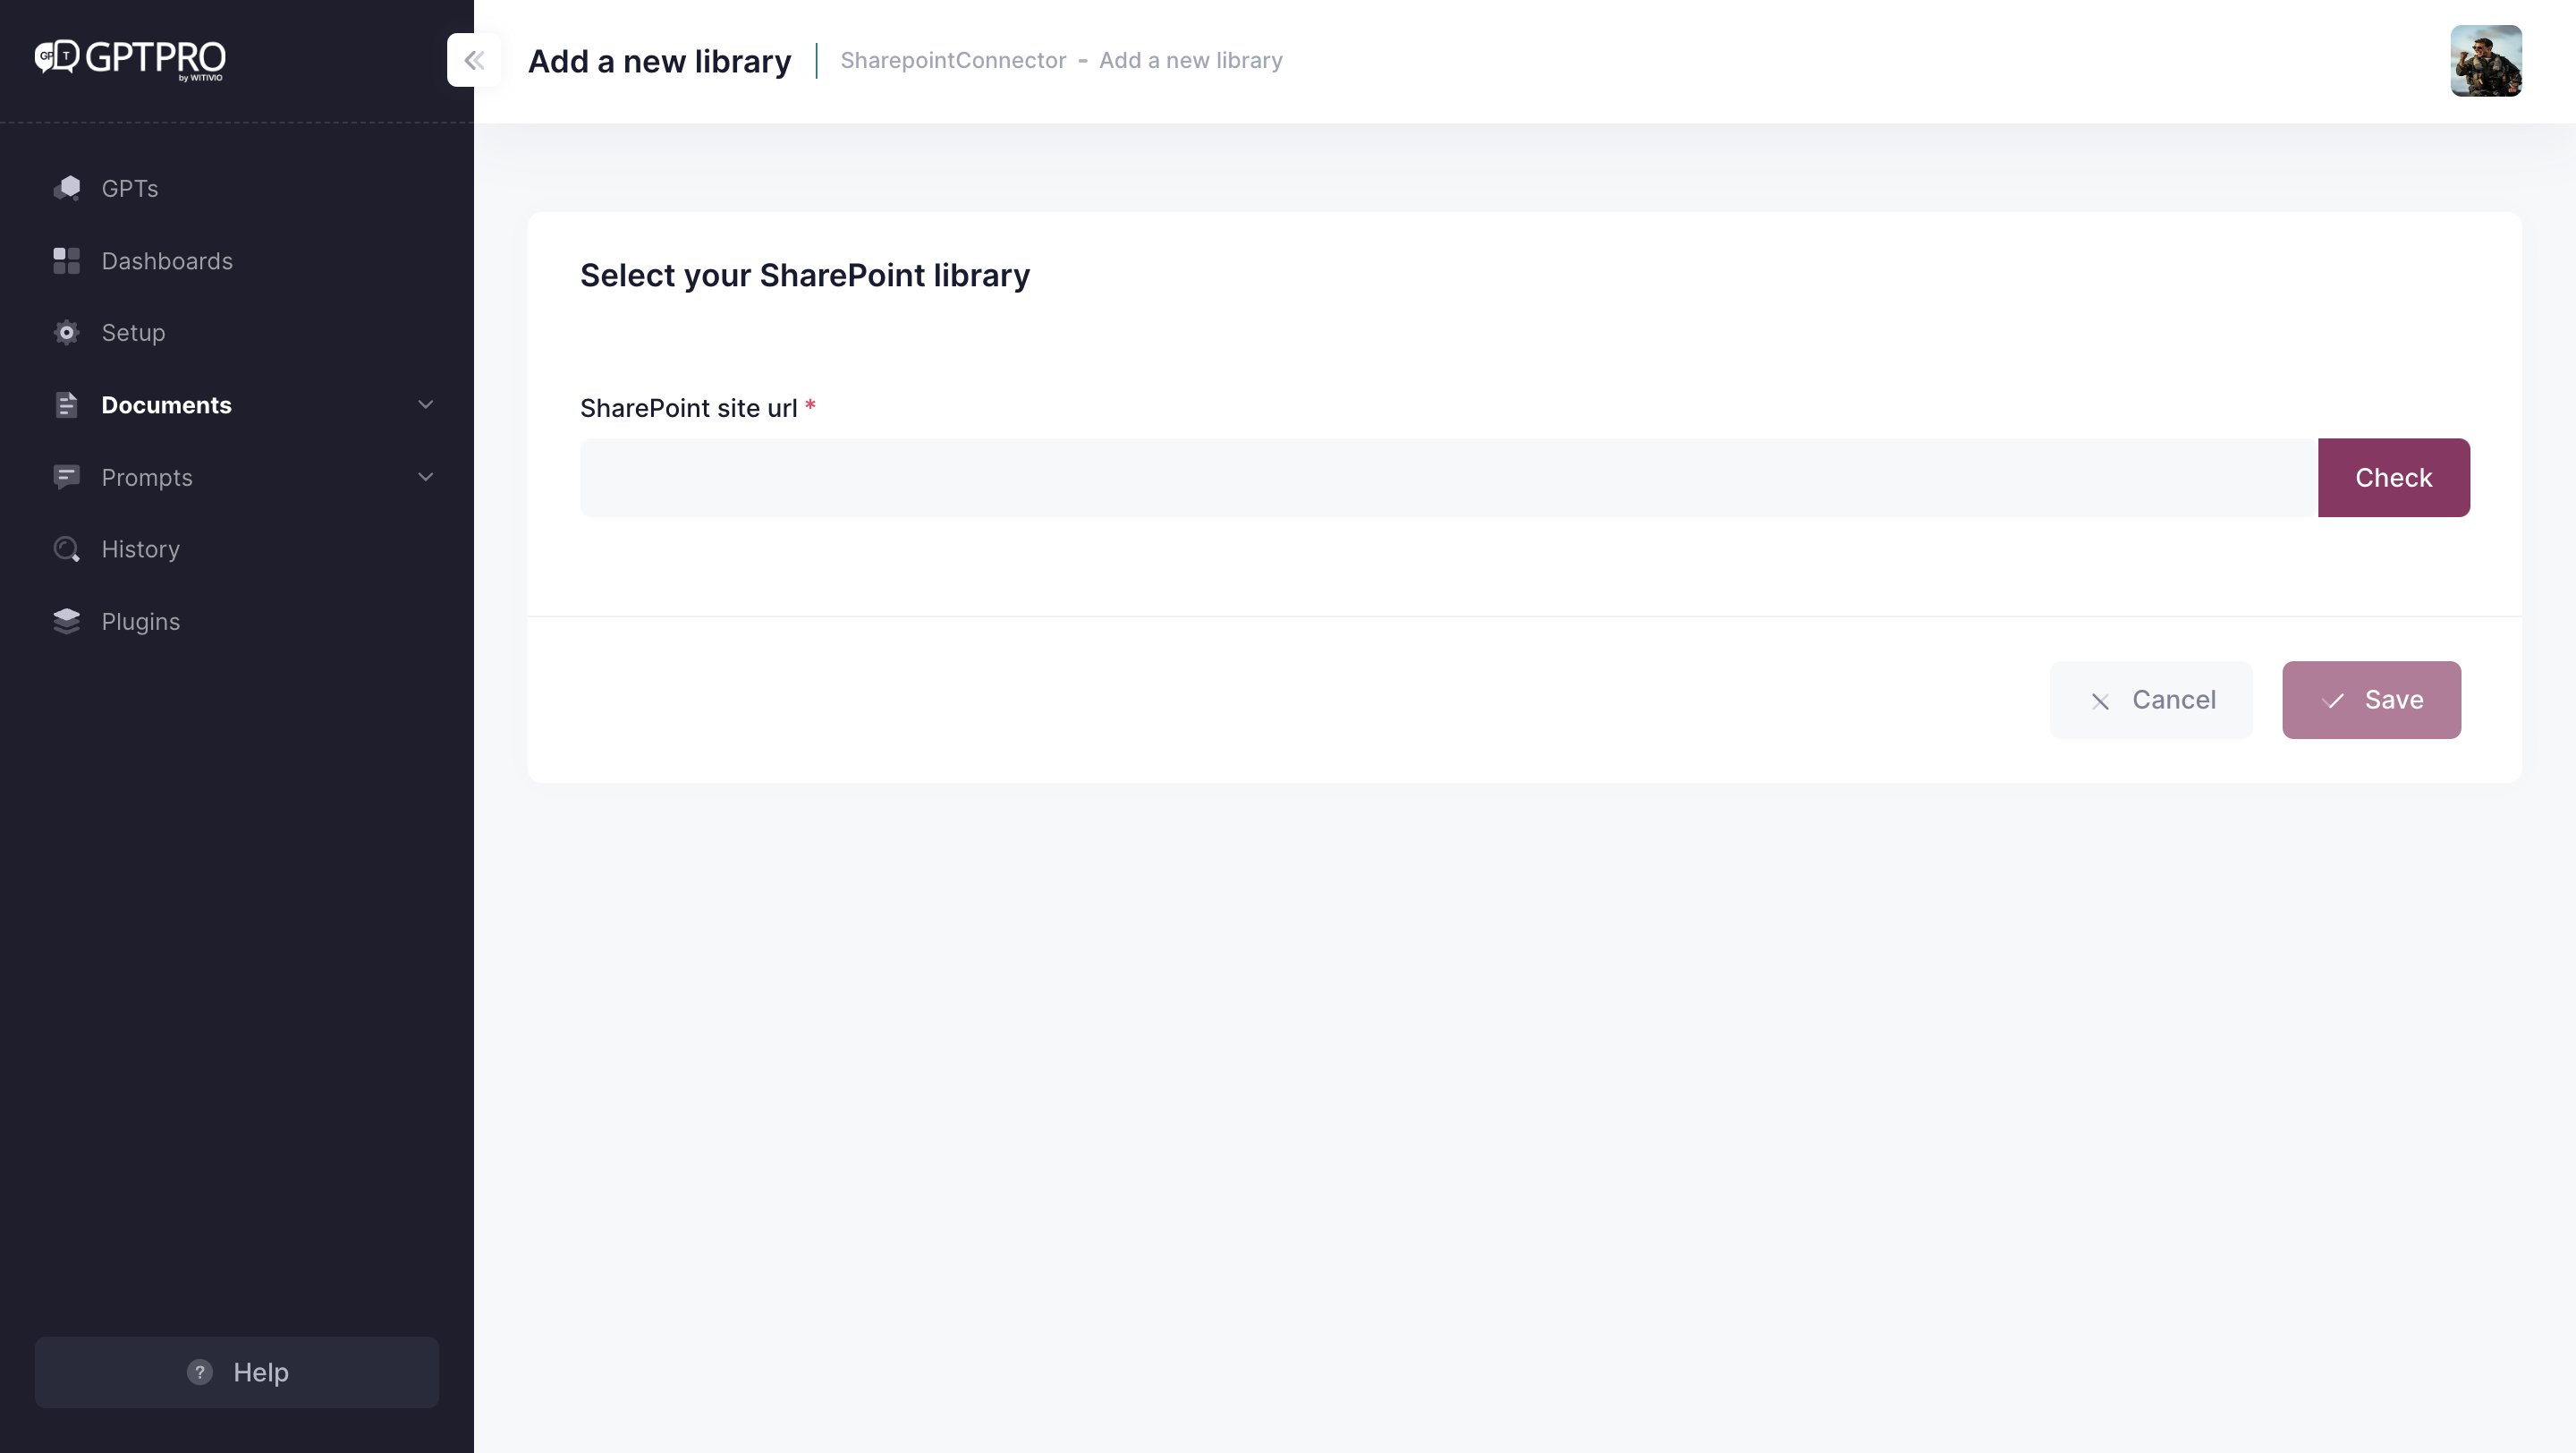 GPT GPTPRO
by WITIVIO
Add a new library
SharepointConnector - Add a new library
GPTs
Dashboards
Setup
Documents
Prompts
History
Plugins
Select your SharePoint library
SharePoint site url *
Check
Cancel
Save
? Help